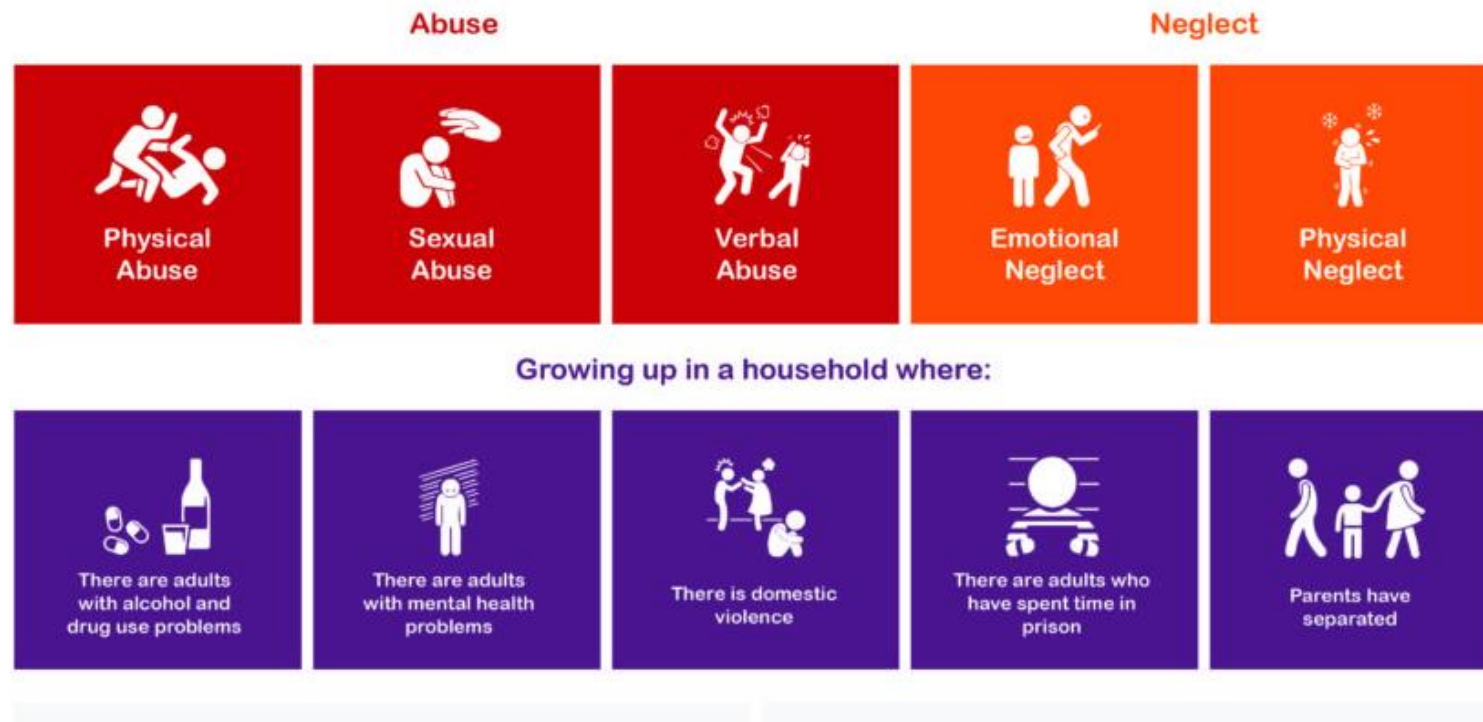 Abuse
Neglect
Physical
Abuse
Sexual
Abuse
Verbal
Abuse
Emotional
Neglect
Physical
Neglect
Growing up in a household where:
There are adults
with alcohol and
drug use problems
There are adults
with mental health
problems
There is domestic
violence
There are adults who
have spent time in
prison
Parents have
separated